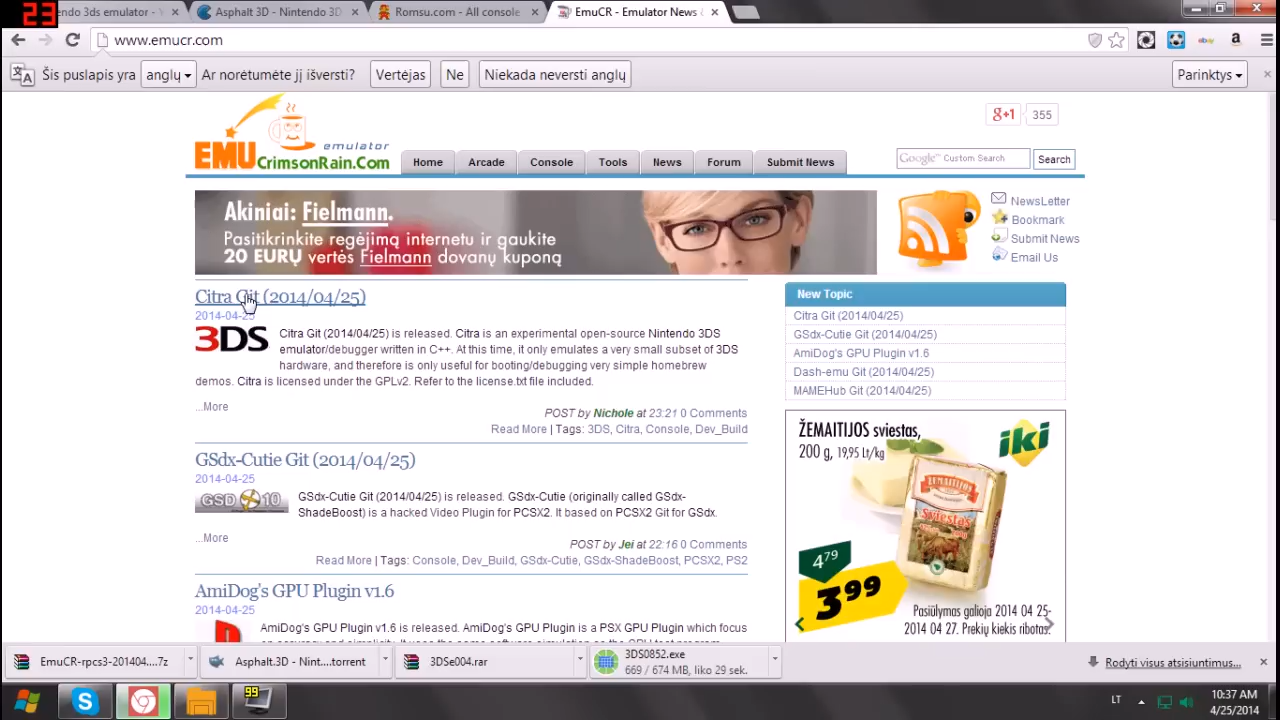 23
endo 3ds emulator - V
Asphalt 3D - Nintendo 3D
Romsu.com - All console
EmuCR - Emulator News
www.emucr.com
Šis puslapis yra
anglų
Ar norėtumėte jį išversti?
Vertėjas
Ne
Niekada neversti anglų
Parinktys
g+1
355
emulator
EMUCrimsonRain.Com
Home
Arcade
Console
Tools
News
Forum
Submit News
Google™ Custom Search
Search
Akiniai: Fielmann.
Pasitikrinkite regėjimą internetu ir gaukite
20 EURŲ vertės Fielmann dovanų kuponą
NewsLetter
Bookmark
Submit News
Email Us
Citra Git (2014/04/25)
2014-04-25
3DS
Citra Git (2014/04/25) is released. Citra is an experimental open-source Nintendo 3DS
emulator/debugger written in C++. At this time, it only emulates a very small subset of 3DS
hardware, and therefore is only useful for booting/debugging very simple homebrew
demos. Citra is licensed under the GPLv2. Refer to the license.txt file included.
...More
POST by Nichole at 23:21 0 Comments
Read More | Tags: 3DS, Citra, Console, Dev_Build
GSdx-Cutie Git (2014/04/25)
2014-04-25
GSD 10
GSdx-Cutie Git (2014/04/25) is released. GSdx-Cutie (originally called GSdx-
ShadeBoost) is a hacked Video Plugin for PCSX2. It based on PCSX2 Git for GSdx.
...More
POST by Jei at 22:16 0 Comments
Read More | Tags: Console, Dev_Build, GSdx-Cutie, GSdx-ShadeBoost, PCSX2, PS2
AmiDog's GPU Plugin v1.6
2014-04-25
AmiDog's GPU Plugin v1.6 is released. AmiDog's GPU Plugin is a PSX GPU Plugin which focus
New Topic
Citra Git (2014/04/25)
GSdx-Cutie Git (2014/04/25)
AmiDog's GPU Plugin v1.6
Dash-emu Git (2014/04/25)
MAMEHub Git (2014/04/25)
ŽEMAITIJOS sviestas,
200 g, 19,95 Lt/kg
iki
ŽEMAITIJOS
Sviestas
4,79
3 99
Pasiūlymas galioja 2014 04 25-
2014 04 27. Prekių kiekis ribotas.
EmuCR-rpcs3-201404....7z
Asphalt.3D - Nint....torrent
3DSe004.rar
3DS0852.exe
669 / 674 MB, liko 29 sek.
Rodyti visus atsisiuntimus...
99
LT
10:37 AM
4/25/2014